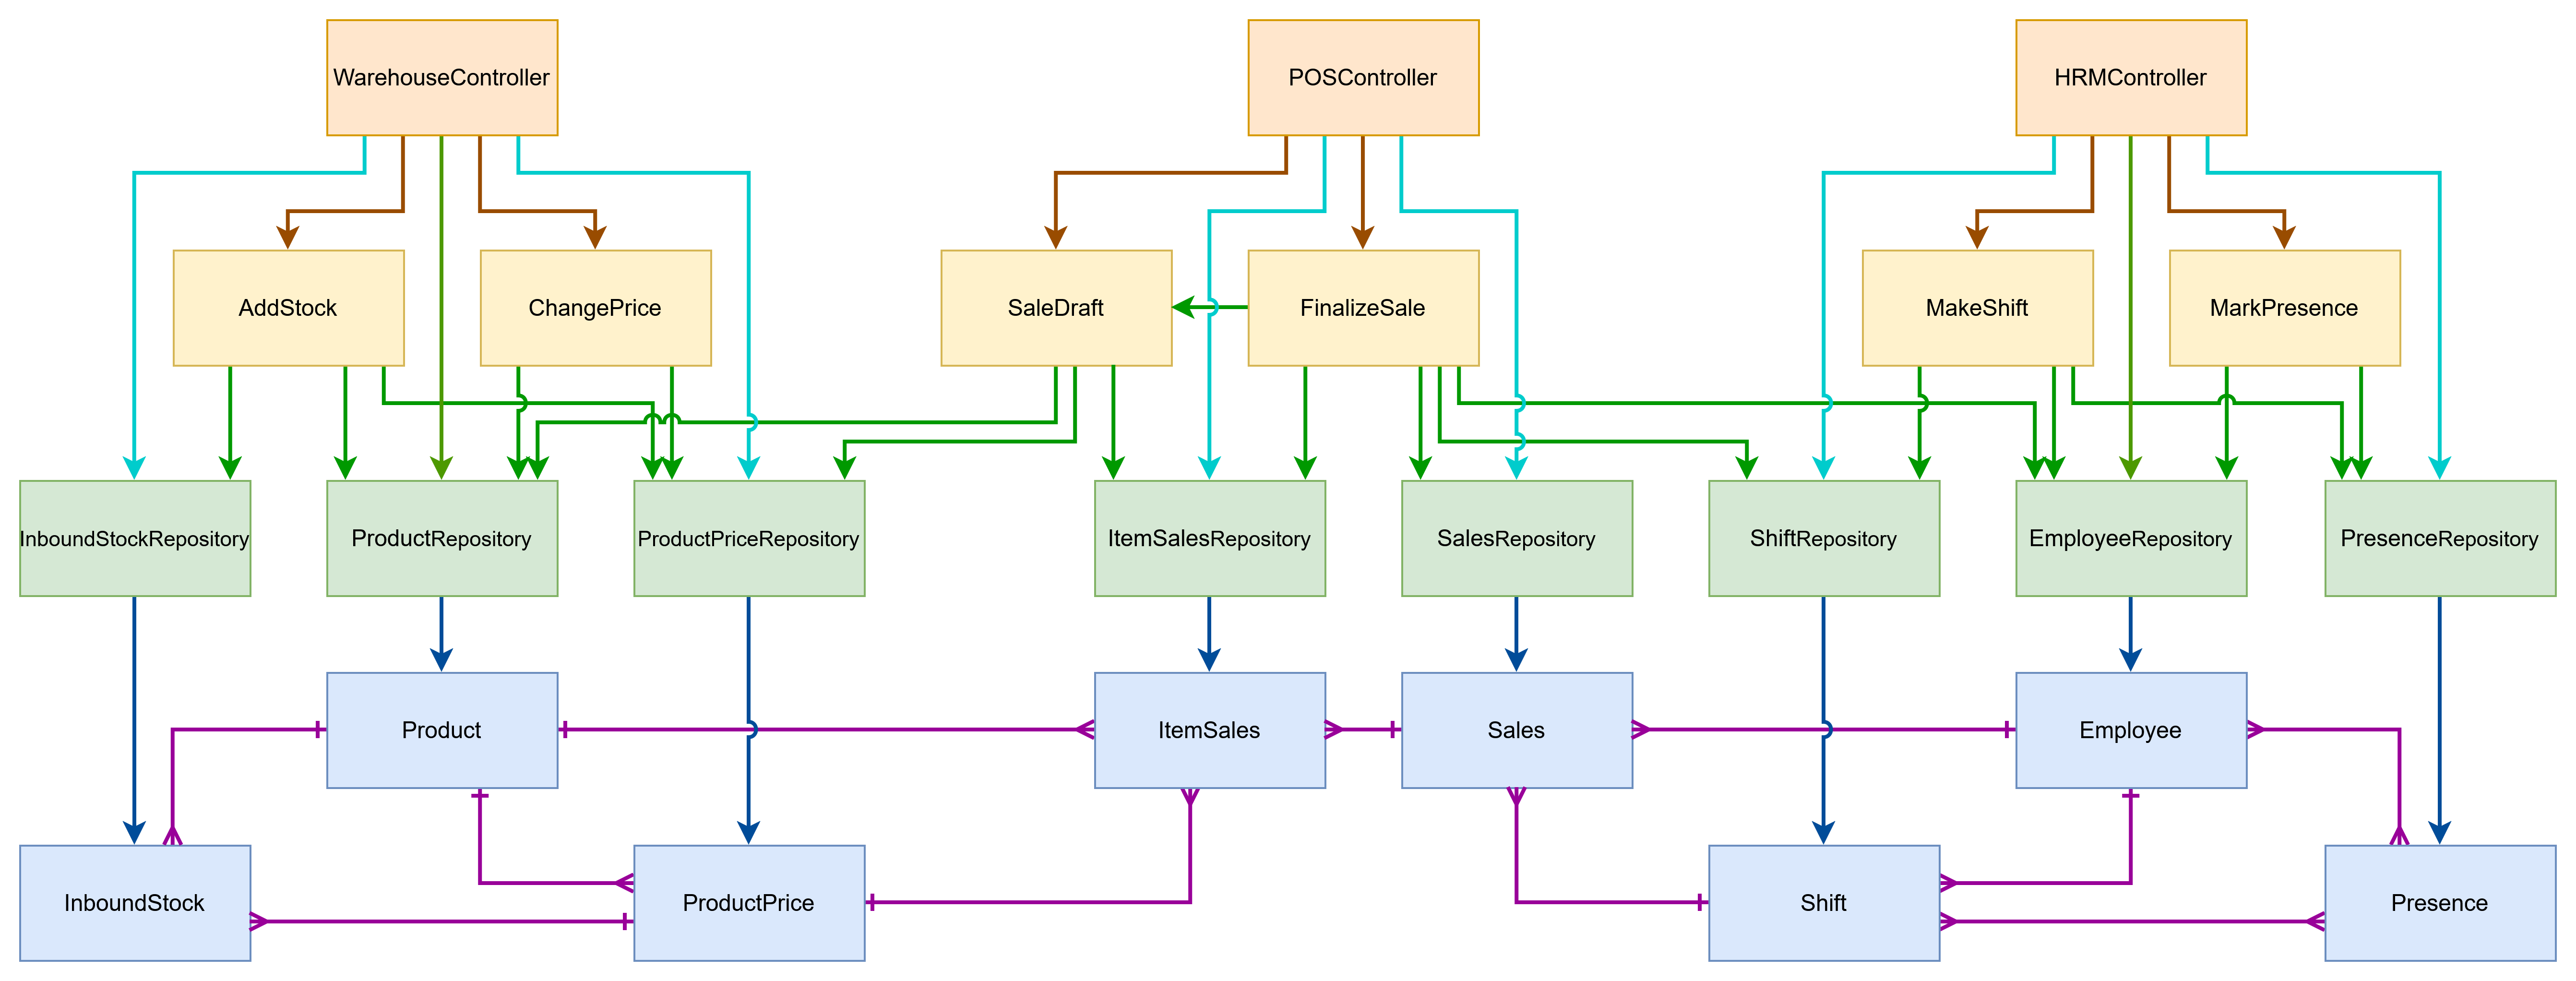 WarehouseController
POSController
HRMController
AddStock
ChangePrice
SaleDraft
FinalizeSale
MakeShift
MarkPresence
InboundStockRepository
ProductRepository
ProductPriceRepository
ItemSalesRepository
SalesRepository
ShiftRepository
EmployeeRepository
PresenceRepository
Product
ItemSales
Sales
Employee
InboundStock
ProductPrice
Shift
Presence